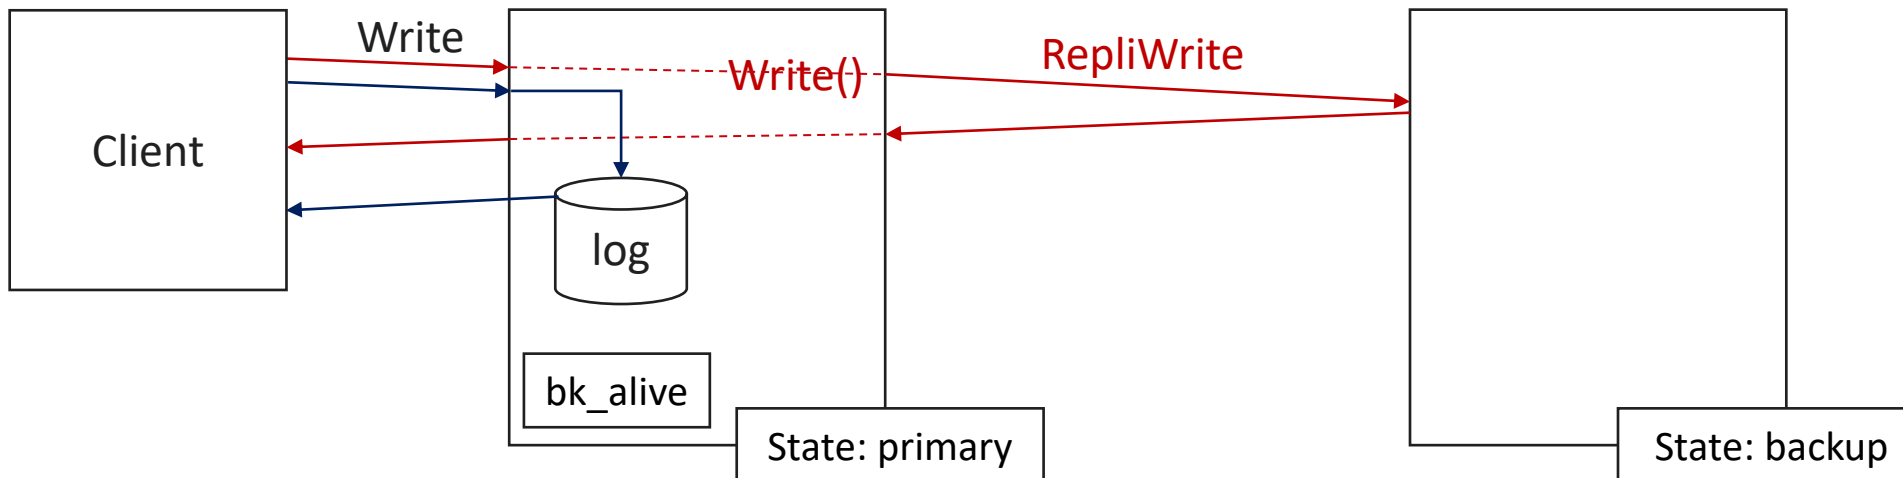 Write
Write()
RepliWrite
Client
log
bk_alive
State: primary
State: backup